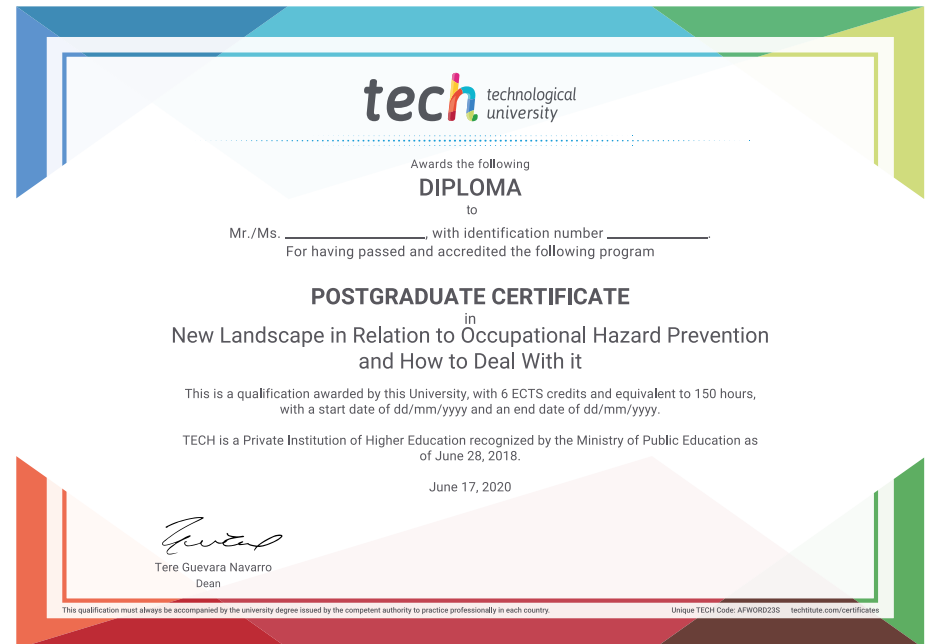 tech technological
university
Awards the following
DIPLOMA
to
Mr./Ms. ____________________, with identification number ______________.
For having passed and accredited the following program
POSTGRADUATE CERTIFICATE
in
New Landscape in Relation to Occupational Hazard Prevention
and How to Deal With it
This is a qualification awarded by this University, with 6 ECTS credits and equivalent to 150 hours,
with a start date of dd/mm/yyyy and an end date of dd/mm/yyyy.
TECH is a Private Institution of Higher Education recognized by the Ministry of Public Education as
of June 28, 2018.
June 17, 2020
Tere Guevara Navarro
Dean
This qualification must always be accompanied by the university degree issued by the competent authority to practice professionally in each country.
Unique TECH Code: AFWORD23S techtitute.com/certificates